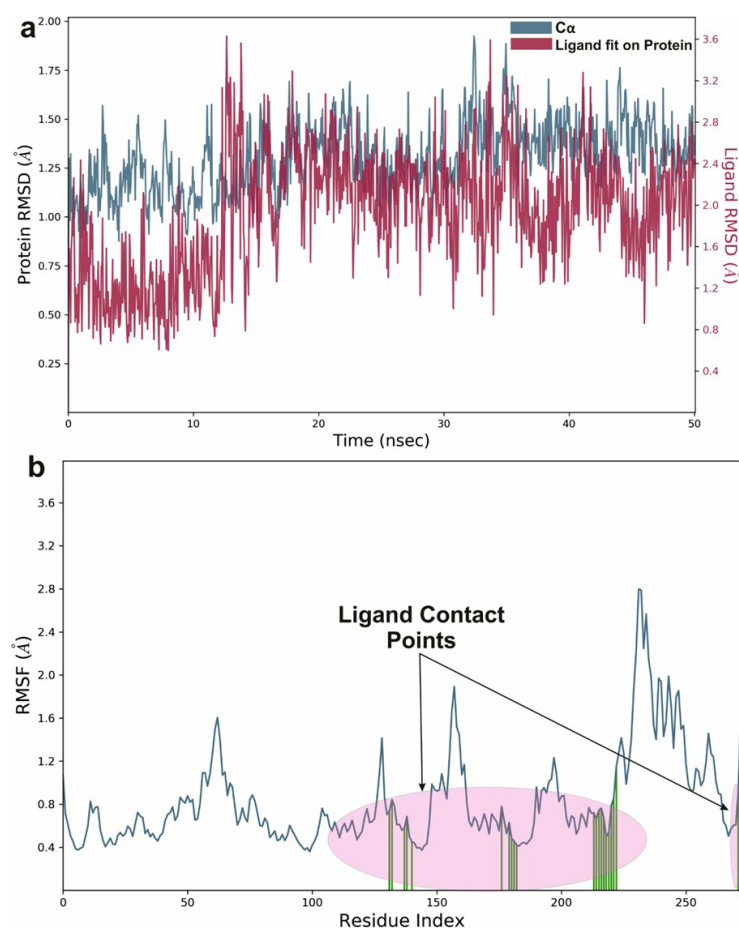 a
Cα
Ligand fit on Protein
Protein RMSD (Å)
2.00
1.75
1.50
1.25
1.00
0.75
0.50
0.25
3.6
3.2
2.8
2.4
2.0
1.6
1.2
0.8
0.4
Ligand RMSD (Å)
0 10 20 30 40 50
Time (nsec)
b
RMSF (Å)
3.6
3.2
2.8
2.4
2.0
1.6
1.2
0.8
0.4
Ligand Contact
Points
0 50 100 150 200 250
Residue Index